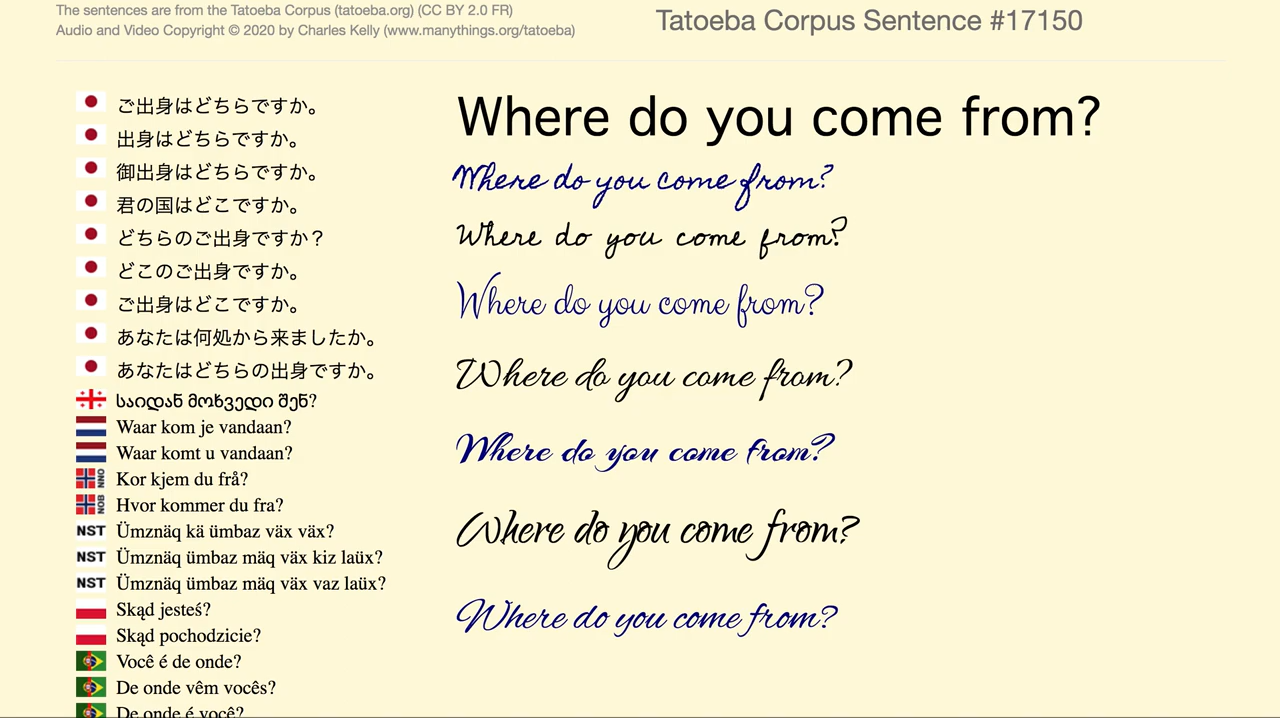 The sentences are from the Tatoeba Corpus (tatoeba.org) (CC BY 2.0 FR)
Audio and Video Copyright © 2020 by Charles Kelly (www.manythings.org/tatoeba)
Tatoeba Corpus Sentence #17150
ご出身はどちらですか。
出身はどちらですか。
御出身はどちらですか。
君の国はどこですか。
どちらのご出身ですか？
どこのご出身ですか。
ご出身はどこですか。
あなたは何処から来ましたか。
あなたはどちらの出身ですか。
საიდან მოხვედი შენ?
Waar kom je vandaan?
Waar komt u vandaan?
NNO Kor kjem du frå?
NOB Hvor kommer du fra?
NST Ümznäq kä ümbaz väx väx?
NST Ümznäq ümbaz mäq väx kiz laüx?
NST Ümznäq ümbaz mäq väx vaz laüx?
Skąd jesteś?
Skąd pochodzicie?
Você é de onde?
De onde vêm vocês?
De onde é você?
Where do you come from?
Where do you come from?
Where do you come from?
Where do you come from?
Where do you come from?
Where do you come from?
Where do you come from?
Where do you come from?